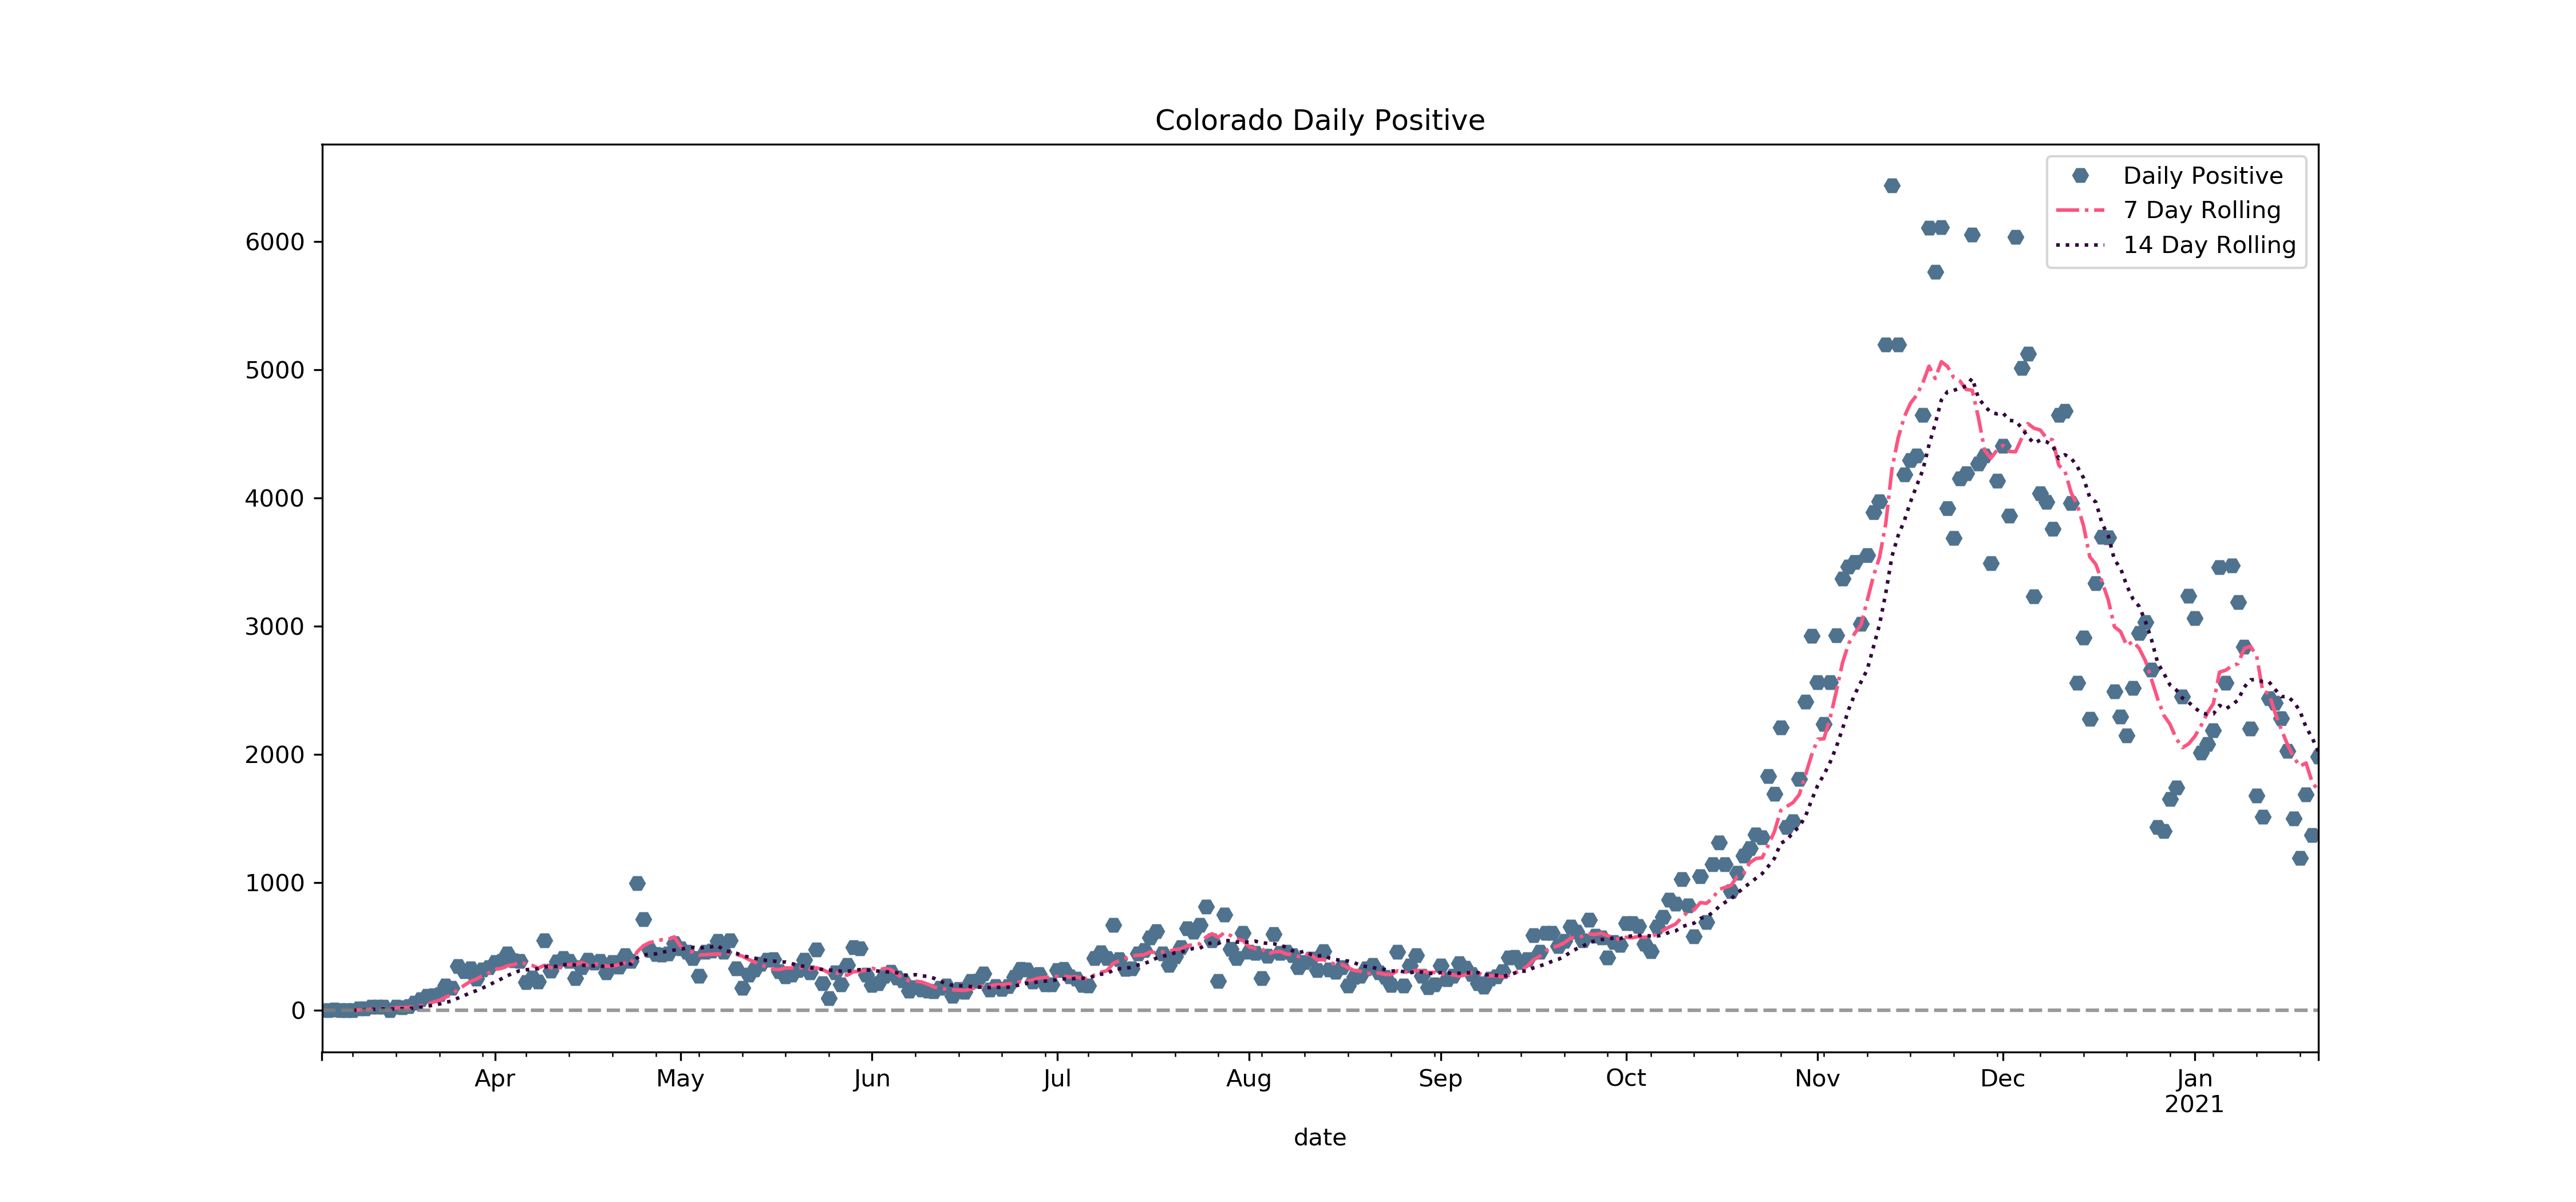 Colorado Daily Positive
Daily Positive
7 Day Rolling
14 Day Rolling
6000
5000
4000
3000
2000
1000
0
Apr May Jun Jul Aug Sep Oct Nov Dec Jan
2021
date